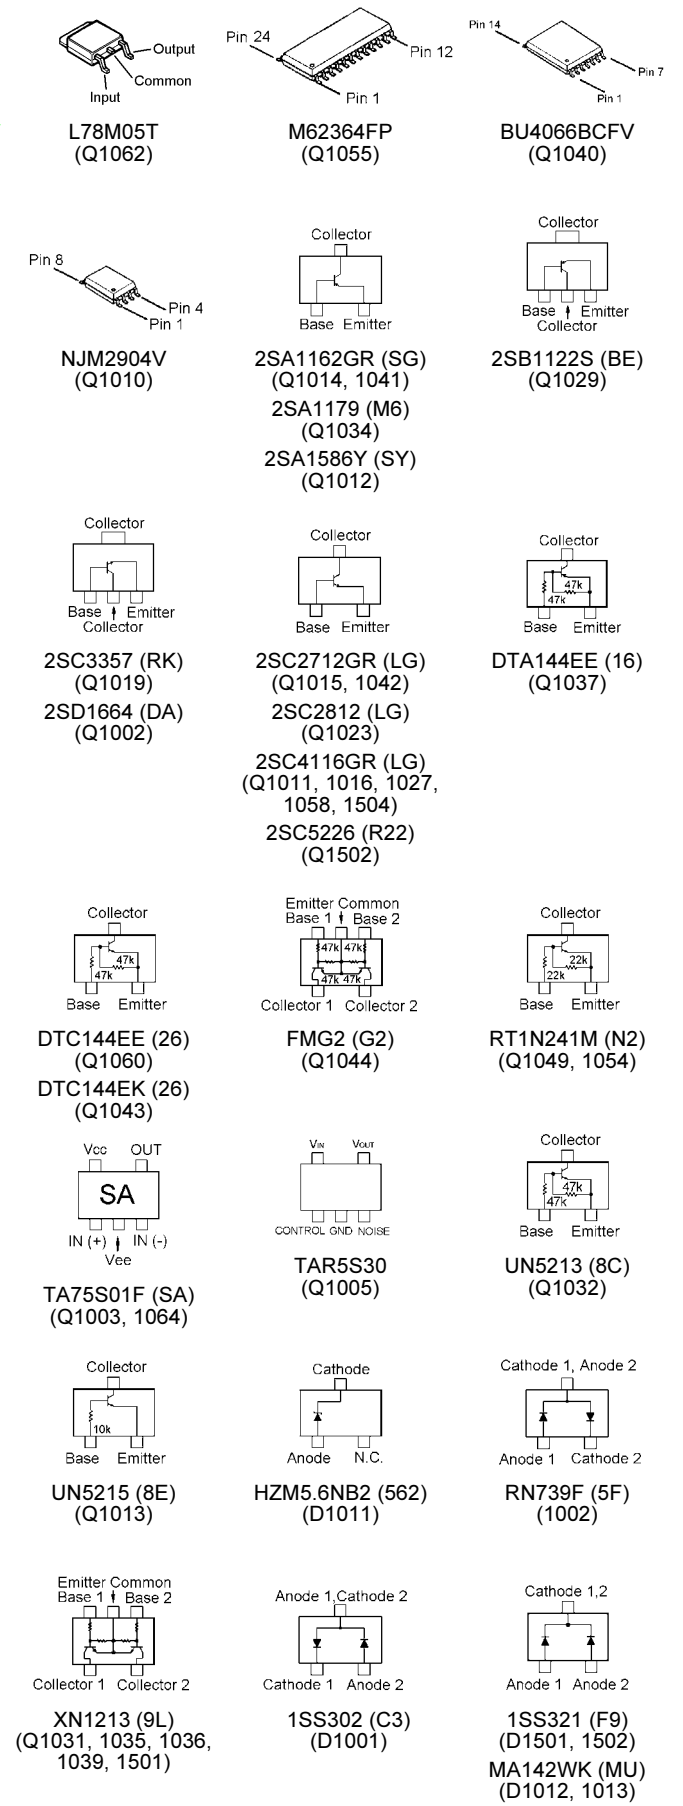 Output
Common
Input
L78M05T
(Q1062)
Pin 24
Pin 12
Pin 1
M62364FP
(Q1055)
Pin 14
Pin 7
Pin 1
BU4066BCFV
(Q1040)
Pin 8
Pin 4
Pin 1
NJM2904V
(Q1010)
Collector
Base Emitter
2SA1162GR (SG)
(Q1014, 1041)
2SA1179 (M6)
(Q1034)
2SA1586Y (SY)
(Q1012)
Collector
Base Emitter
Collector
2SB1122S (BE)
(Q1029)
Collector
Base Emitter
Collector
2SC3357 (RK)
(Q1019)
2SD1664 (DA)
(Q1002)
Collector
Base Emitter
2SC2712GR (LG)
(Q1015, 1042)
2SC2812 (LG)
(Q1023)
2SC4116GR (LG)
(Q1011, 1016, 1027,
1058, 1504)
2SC5226 (R22)
(Q1502)
Collector
47k
47k
Base Emitter
DTA144EE (16)
(Q1037)
Collector
47k
47k
Base Emitter
DTC144EE (26)
(Q1060)
DTC144EK (26)
(Q1043)
Emitter Common
Base 1 Base 2
47k 47k
47k 47k
Collector 1 Collector 2
FMG2 (G2)
(Q1044)
Collector
22k
22k
Base Emitter
RT1N241M (N2)
(Q1049, 1054)
Vcc OUT
SA
IN (+) IN (-)
Vee
TA75S01F (SA)
(Q1003, 1064)
VIN VOUT
CONTROL GND NOISE
TAR5S30
(Q1005)
Collector
47k
47k
Base Emitter
UN5213 (8C)
(Q1032)
Collector
10k
Base Emitter
UN5215 (8E)
(Q1013)
Cathode
Anode N.C.
HZM5.6NB2 (562)
(D1011)
Cathode 1, Anode 2
Anode 1 Cathode 2
RN739F (5F)
(1002)
Emitter Common
Base 1 Base 2
Collector 1 Collector 2
XN1213 (9L)
(Q1031, 1035, 1036,
1039, 1501)
Anode 1,Cathode 2
Cathode 1 Anode 2
1SS302 (C3)
(D1001)
Cathode 1,2
Anode 1 Anode 2
1SS321 (F9)
(D1501, 1502)
MA142WK (MU)
(D1012, 1013)